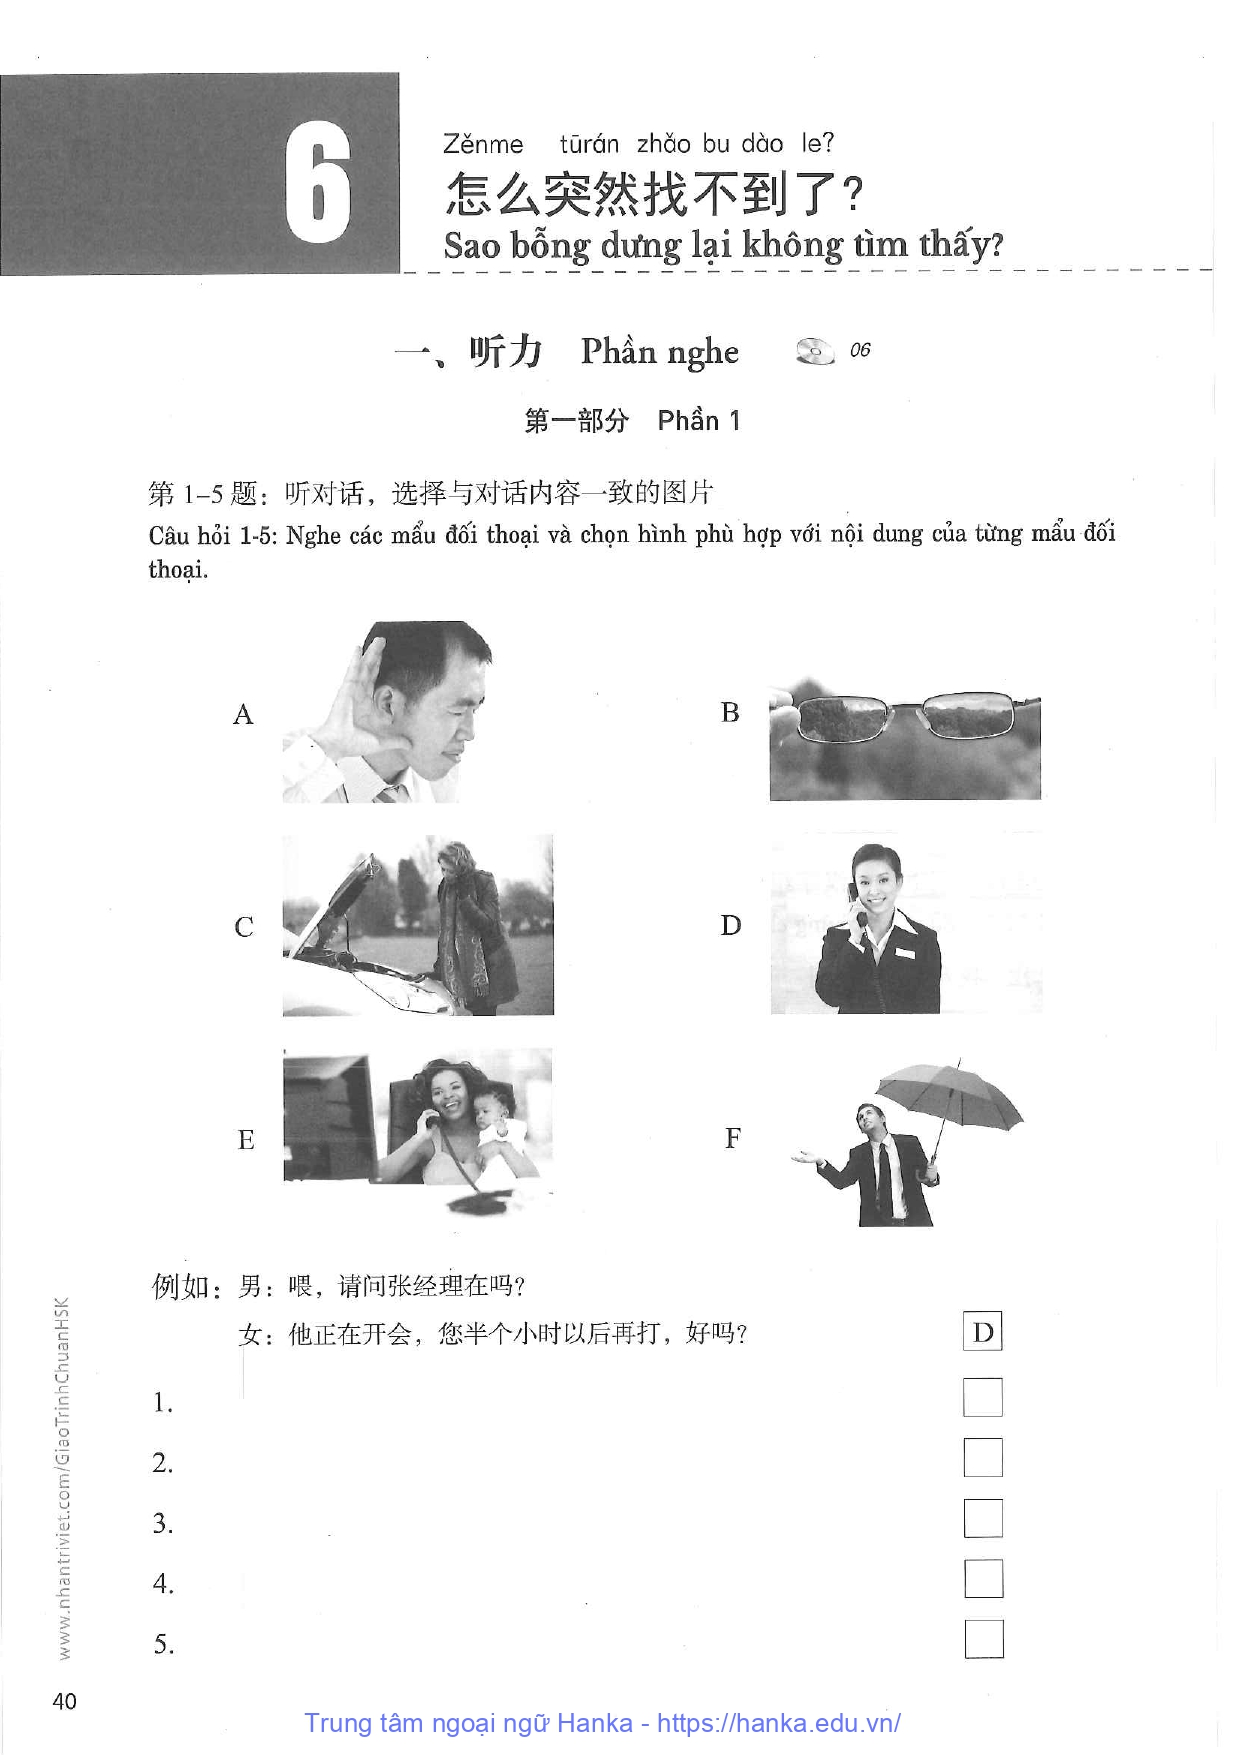 6
Zěnme tūrán zhǎo bu dào le?
怎么突然找不到了？
Sao bỗng dưng lại không tìm thấy?
一、听力 Phần nghe 06
第一部分 Phần 1
第 1–5 题：听对话，选择与对话内容一致的图片
Câu hỏi 1-5: Nghe các mẩu đối thoại và chọn hình phù hợp với nội dung của từng mẩu đối
thoại.
A
B
C
D
E
F
例如：男：喂，请问张经理在吗？
女：他正在开会，您半个小时以后再打，好吗？ D
1.
2.
3.
4.
5.
www.nhantriviet.com/GiaoTrinhChuanHSK
40
Trung tâm ngoại ngữ Hanka - https://hanka.edu.vn/